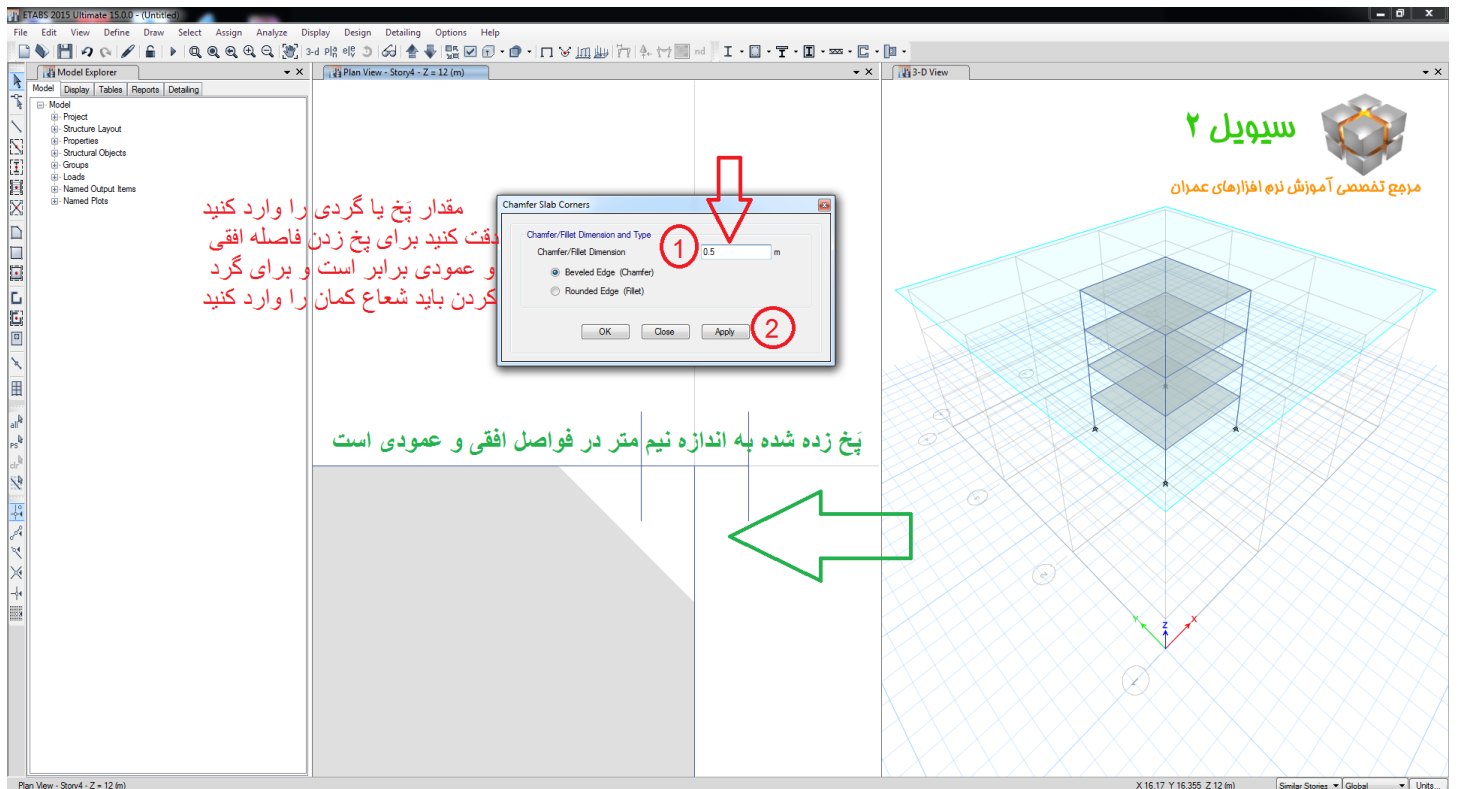 ETABS 2015 Ultimate 15.0.0 - (Untitled)
File Edit View Define Draw Select Assign Analyze Display Design Detailing Options Help
3-d
nd
Model Explorer
Model Display Tables Reports Detailing
Model
Project
Structure Layout
Properties
Structural Objects
Groups
Loads
Named Output Items
Named Plots
all
PS
clr
Plan View - Story4 - Z = 12 (m)
مقدار پَخ یا گردی را وارد کنید
دقت کنید برای پخ زدن فاصله افقی
و عمودی برابر است و برای گرد
کردن باید شعاع کمان را وارد کنید
Chamfer Slab Corners
Chamfer/Fillet Dimension and Type
Chamfer/Fillet Dimension 1 0.5 m
Beveled Edge (Chamfer)
Rounded Edge (Fillet)
OK Close Apply 2
پَخ زده شده به اندازه نیم متر در فواصل افقی و عمودی است
3-D View
سیویل ۲
مرجع تخصصی آموزش نرم افزارهای عمران
Y Z X
Plan View - Story4 - Z = 12 (m)
X 16.17 Y 16.355 Z 12 (m) Similar Stories Global Units...